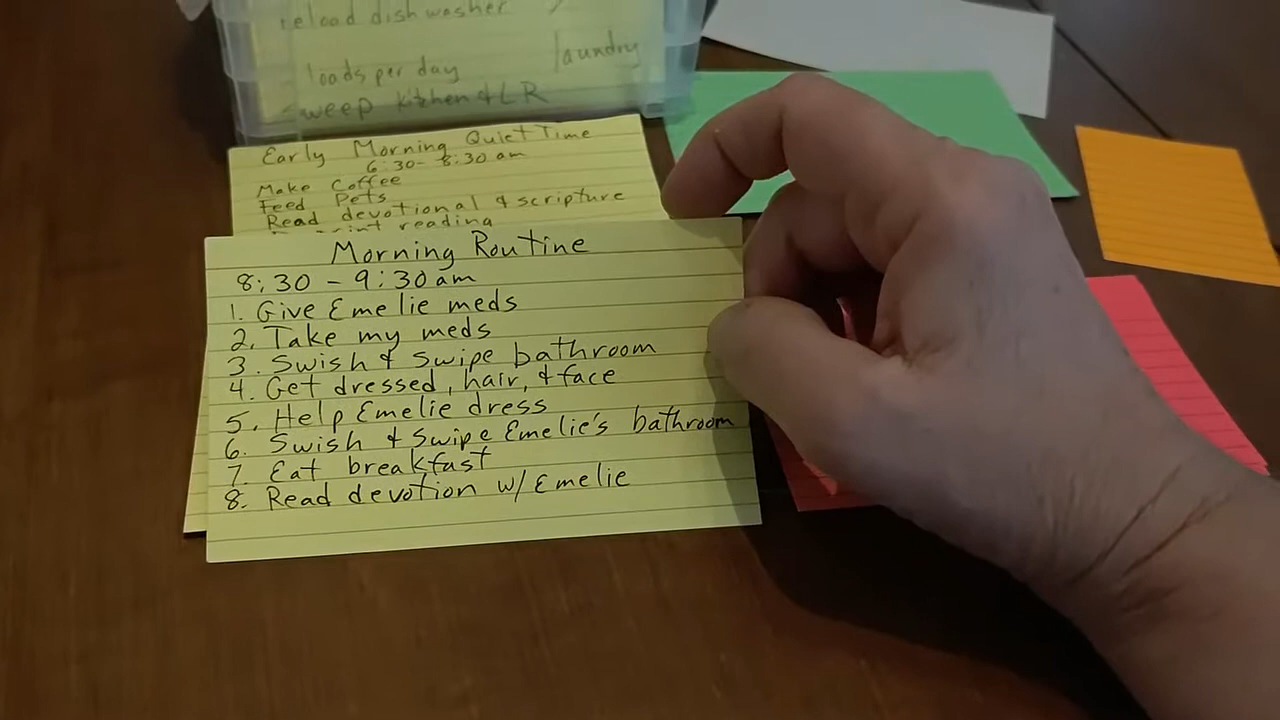 reload dishwasher
laundry
loads per day
sweep kitchen & LR
Early Morning Quiet Time
6:30- 8:30 am
Make Coffee
Feed Pets
Read devotional & scripture
reading
Morning Routine
8:30 - 9:30 am
1. Give Emelie meds
2. Take my meds
3. Swish & Swipe bathroom
4. Get dressed, hair, & face
5. Help Emelie dress
6. Swish & Swipe Emelie's bathroom
7. Eat breakfast
8. Read devotion w/ Emelie